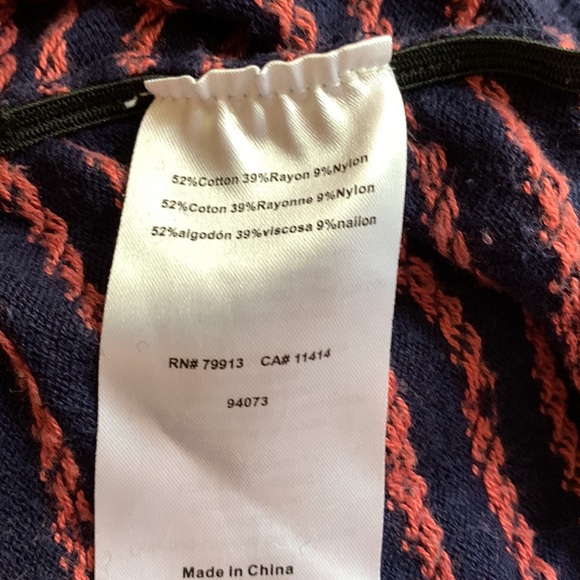 52%Cotton 39%Rayon 9%Nylon
52%Coton 39%Rayonne 9%Nylon
52%algodón 39%viscosa 9%nailon
RN# 79913 CA# 11414
94073
Made in China